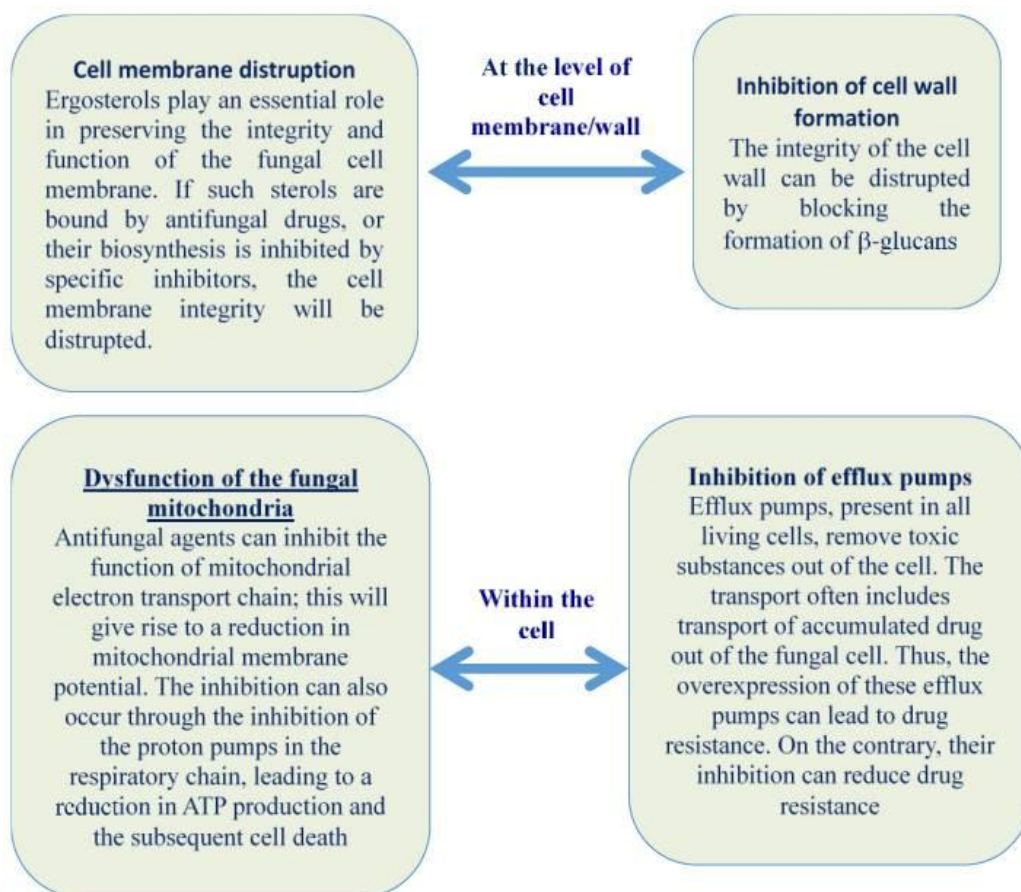 Cell membrane distruption
Ergosterols play an essential role
in preserving the integrity and
function of the fungal cell
membrane. If such sterols are
bound by antifungal drugs, or
their biosynthesis is inhibited by
specific inhibitors, the cell
membrane integrity will be
distrupted.
At the level of
cell
membrane/wall
Inhibition of cell wall
formation
The integrity of the cell
wall can be distrupted
by blocking the
formation of β-glucans
Dysfunction of the fungal
mitochondria
Antifungal agents can inhibit the
function of mitochondrial
electron transport chain; this will
give rise to a reduction in
mitochondrial membrane
potential. The inhibition can also
occur through the inhibition of
the proton pumps in the
respiratory chain, leading to a
reduction in ATP production and
the subsequent cell death
Within the
cell
Inhibition of efflux pumps
Efflux pumps, present in all
living cells, remove toxic
substances out of the cell. The
transport often includes
transport of accumulated drug
out of the fungal cell. Thus, the
overexpression of these efflux
pumps can lead to drug
resistance. On the contrary, their
inhibition can reduce drug
resistance